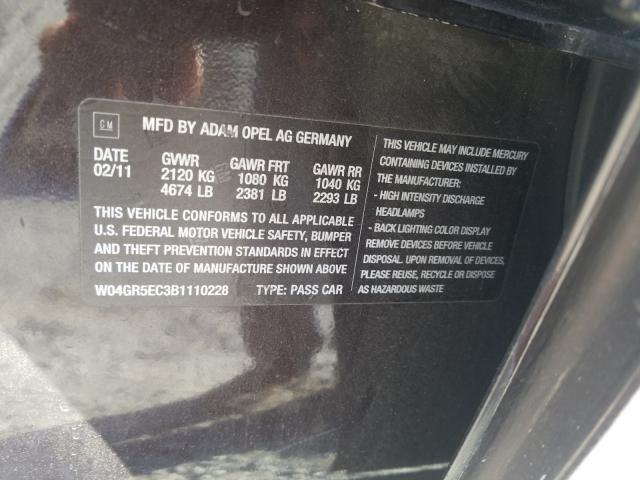 GM
MFD BY ADAM OPEL AG GERMANY
DATE GVWR GAWR FRT GAWR RR
02/11 2120 KG 1080 KG 1040 KG
4674 LB 2381 LB 2293 LB
THIS VEHICLE CONFORMS TO ALL APPLICABLE
U.S. FEDERAL MOTOR VEHICLE SAFETY, BUMPER
AND THEFT PREVENTION STANDARDS IN EFFECT
ON THE DATE OF MANUFACTURE SHOWN ABOVE
W04GR5EC3B1110228 TYPE: PASS CAR
THIS VEHICLE MAY INCLUDE MERCURY
CONTAINING DEVICES INSTALLED BY
THE MANUFACTURER:
- HIGH INTENSITY DISCHARGE
HEADLAMPS
- BACK LIGHTING COLOR DISPLAY
REMOVE DEVICES BEFORE VEHICLE
DISPOSAL. UPON REMOVAL OF DEVICES,
PLEASE REUSE, RECYCLE OR DISPOSE
AS HAZARDOUS WASTE